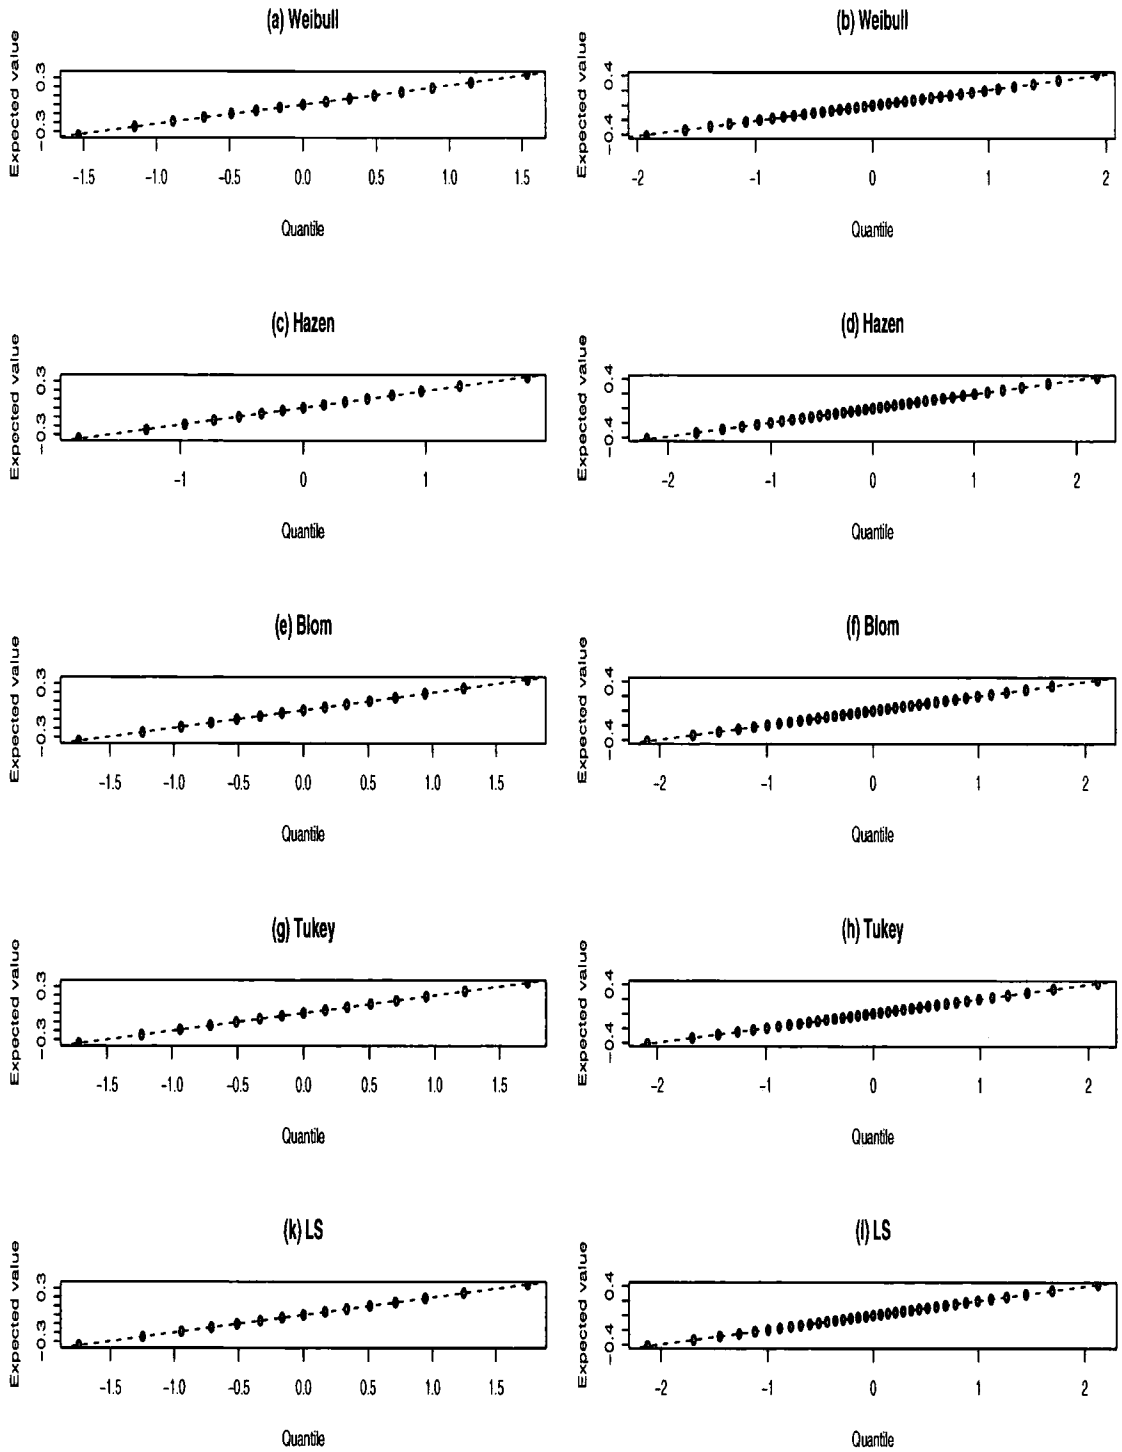 (a) Weibull
Expected value
0.3
-0.3
-1.5 -1.0 -0.5 0.0 0.5 1.0 1.5
Quantile
(b) Weibull
Expected value
0.4
-0.4
-2 -1 0 1 2
Quantile
(c) Hazen
Expected value
0.3
-0.3
-1 0 1
Quantile
(d) Hazen
Expected value
0.4
-0.4
-2 -1 0 1 2
Quantile
(e) Blom
Expected value
0.3
-0.3
-1.5 -1.0 -0.5 0.0 0.5 1.0 1.5
Quantile
(f) Blom
Expected value
0.4
-0.4
-2 -1 0 1 2
Quantile
(g) Tukey
Expected value
0.3
-0.3
-1.5 -1.0 -0.5 0.0 0.5 1.0 1.5
Quantile
(h) Tukey
Expected value
0.4
-0.4
-2 -1 0 1 2
Quantile
(k) LS
Expected value
0.3
-0.3
-1.5 -1.0 -0.5 0.0 0.5 1.0 1.5
Quantile
(l) LS
Expected value
0.4
-0.4
-2 -1 0 1 2
Quantile